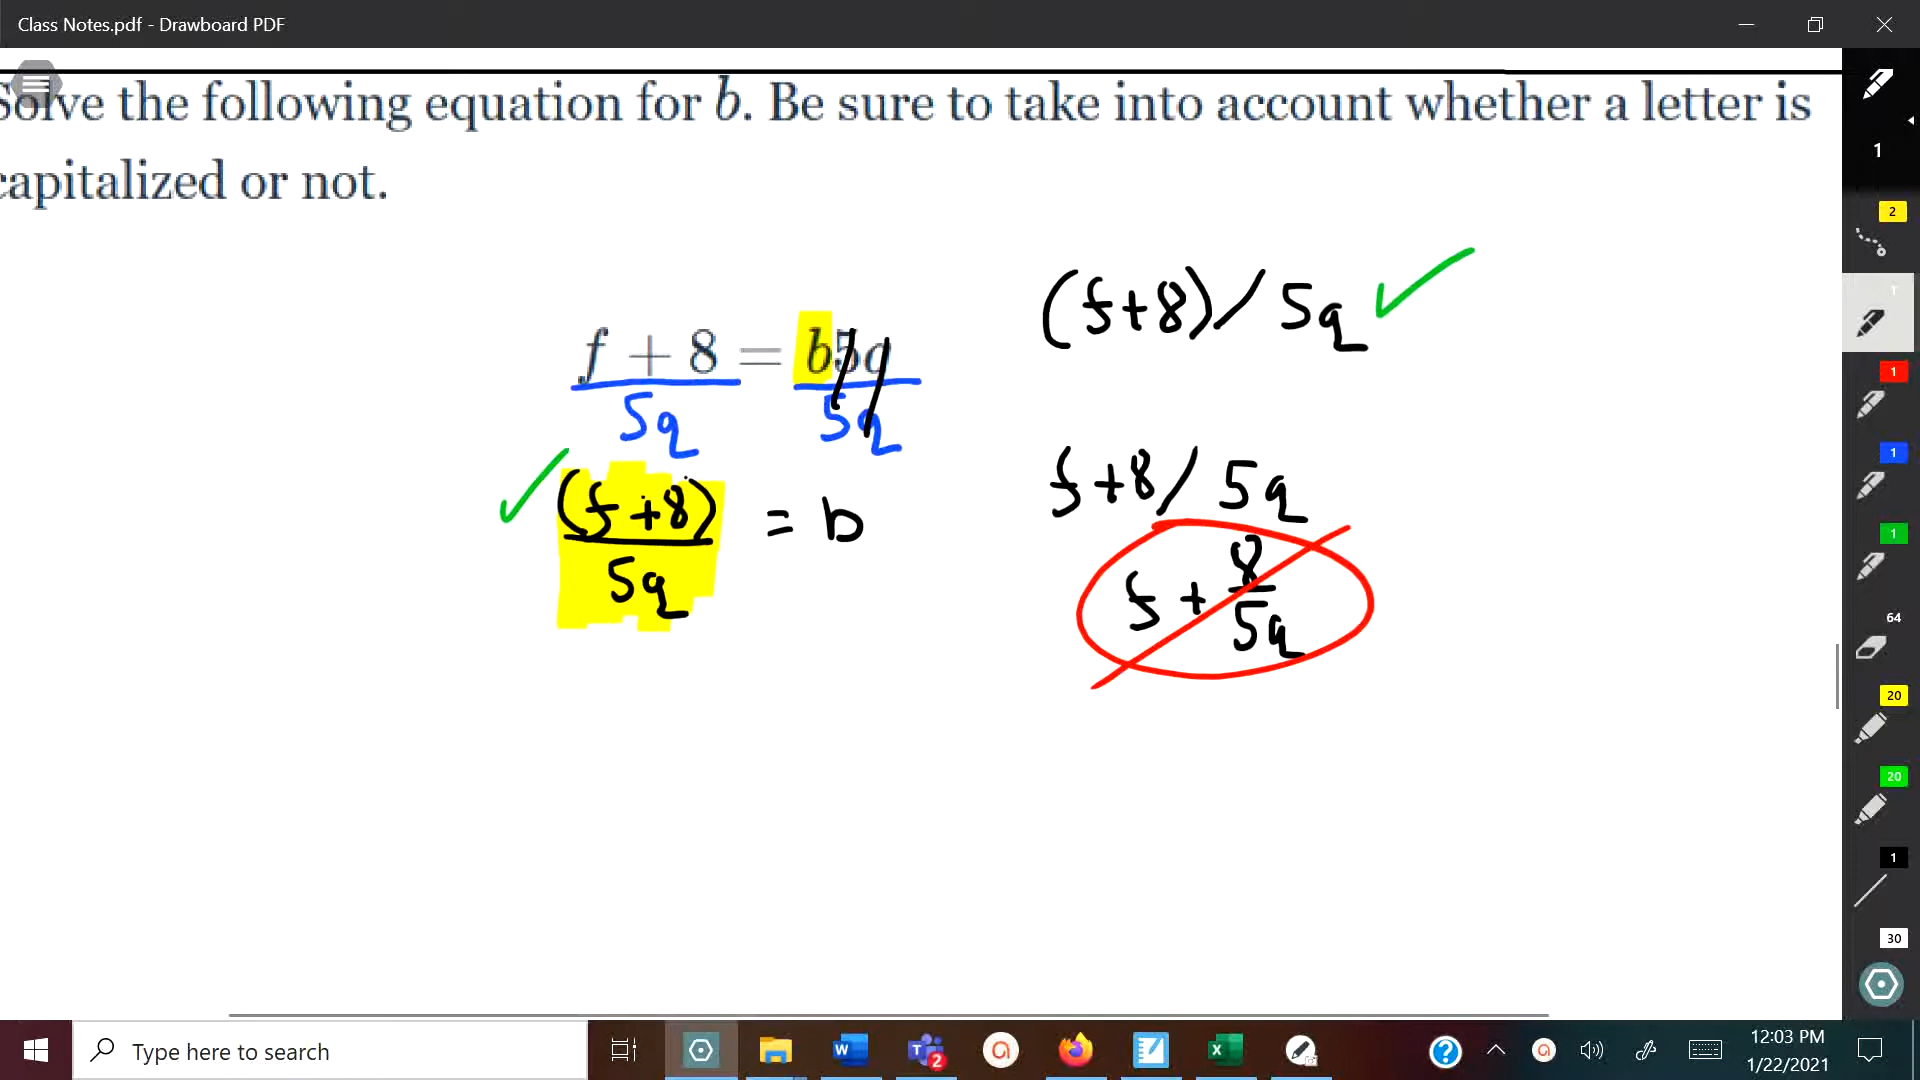 Class Notes.pdf - Drawboard PDF
Solve the following equation for b. Be sure to take into account whether a letter is
capitalized or not.
f + 8 = b5q
5q 5q
(f+8) = b
5q
(f+8)/5q
f+8/5q
f + 8
5q
1
2
1
1
1
64
20
20
1
30
Type here to search
2
12:03 PM
1/22/2021